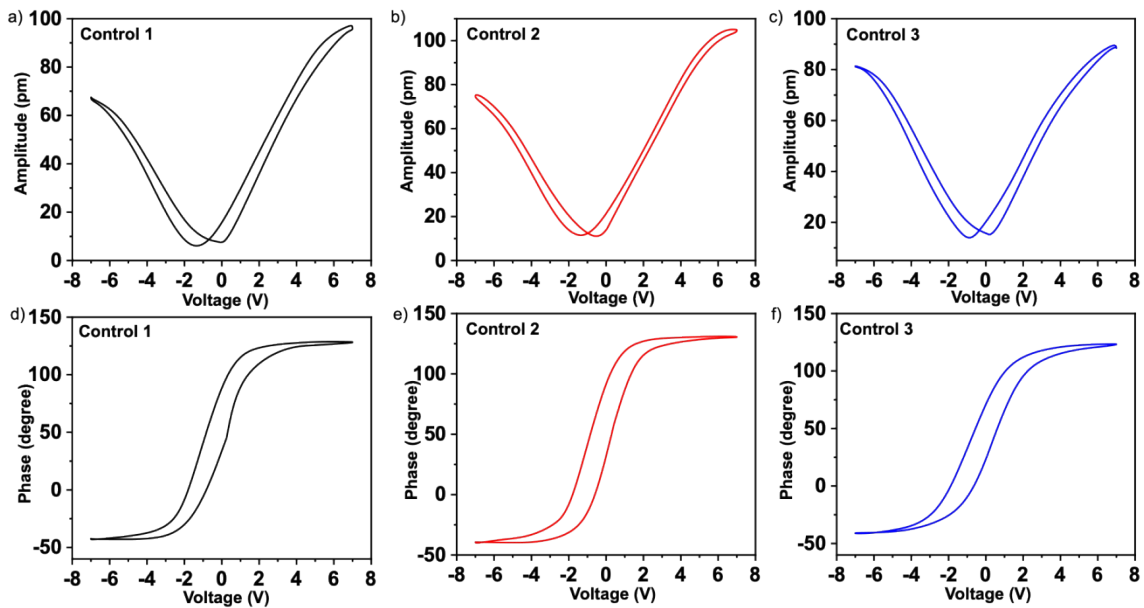 a)
Control 1
100
80
60
40
20
0
Amplitude (pm)
-8 -6 -4 -2 0 2 4 6 8
Voltage (V)
b)
Control 2
100
80
60
40
20
0
Amplitude (pm)
-8 -6 -4 -2 0 2 4 6 8
Voltage (V)
c)
Control 3
100
80
60
40
20
Amplitude (pm)
-8 -6 -4 -2 0 2 4 6 8
Voltage (V)
d)
Control 1
150
100
50
0
-50
Phase (degree)
-8 -6 -4 -2 0 2 4 6 8
Voltage (V)
e)
Control 2
150
100
50
0
-50
Phase (degree)
-8 -6 -4 -2 0 2 4 6 8
Voltage (V)
f)
Control 3
150
100
50
0
-50
Phase (degree)
-8 -6 -4 -2 0 2 4 6 8
Voltage (V)